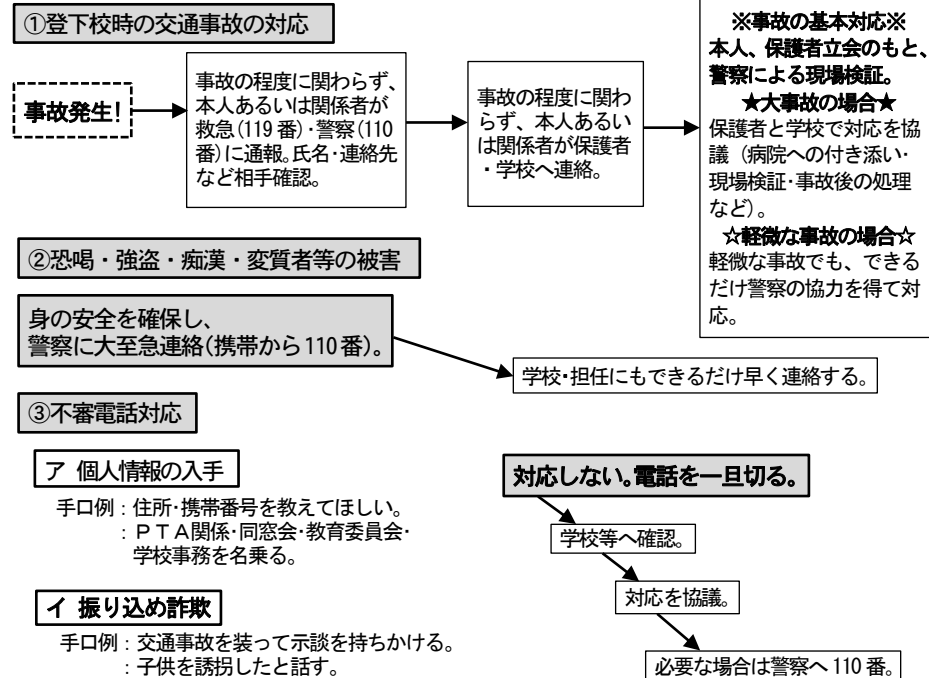 ①登下校時の交通事故の対応
事故発生！
事故の程度に関わらず、
本人あるいは関係者が
救急(119番)･警察(110
番)に通報｡氏名･連絡先
など相手確認。
事故の程度に関わ
らず、本人あるい
は関係者が保護者
・学校へ連絡。
※事故の基本対応※
本人、保護者立会のもと、
警察による現場検証。
★大事故の場合★
保護者と学校で対応を協
議（病院への付き添い･
現場検証･事故後の処理
など）。
☆軽微な事故の場合☆
軽微な事故でも、できる
だけ警察の協力を得て対
応。
②恐喝・強盗・痴漢・変質者等の被害
身の安全を確保し、
警察に大至急連絡(携帯から110番)。
学校･担任にもできるだけ早く連絡する。
③不審電話対応
ア 個人情報の入手
手口例：住所･携帯番号を教えてほしい。
：ＰＴＡ関係･同窓会･教育委員会･
学校事務を名乗る。
イ 振り込め詐欺
手口例：交通事故を装って示談を持ちかける。
：子供を誘拐したと話す。
対応しない。電話を一旦切る。
学校等へ確認。
対応を協議。
必要な場合は警察へ110番。